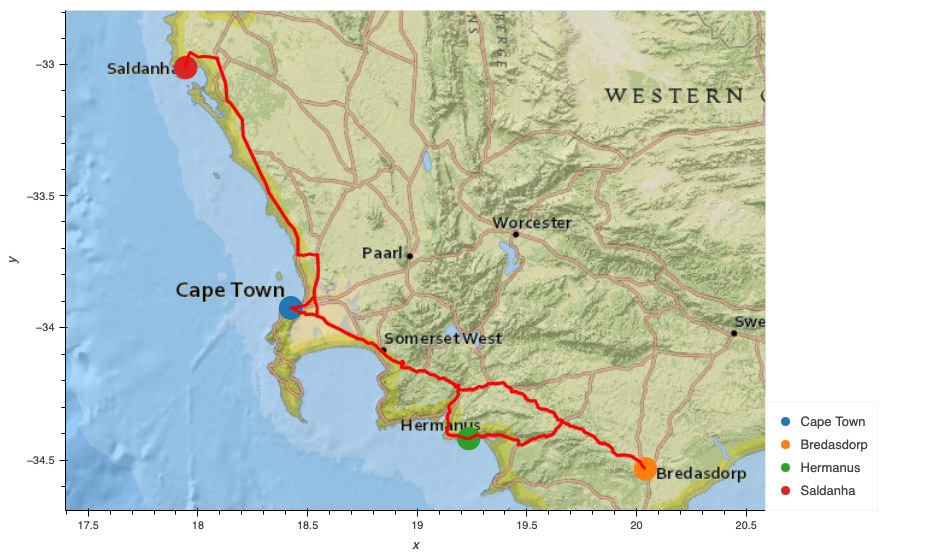 NS
BERGE
−33
Saldanha
WESTERN
−33.5
Worcester
Paarl
y
Cape Town
−34
Swe
Somerset West
Hermanus
Cape Town
Bredasdorp
Hermanus
Saldanha
−34.5
Bredasdorp
17.5 18 18.5 19 19.5 20 20.5
x